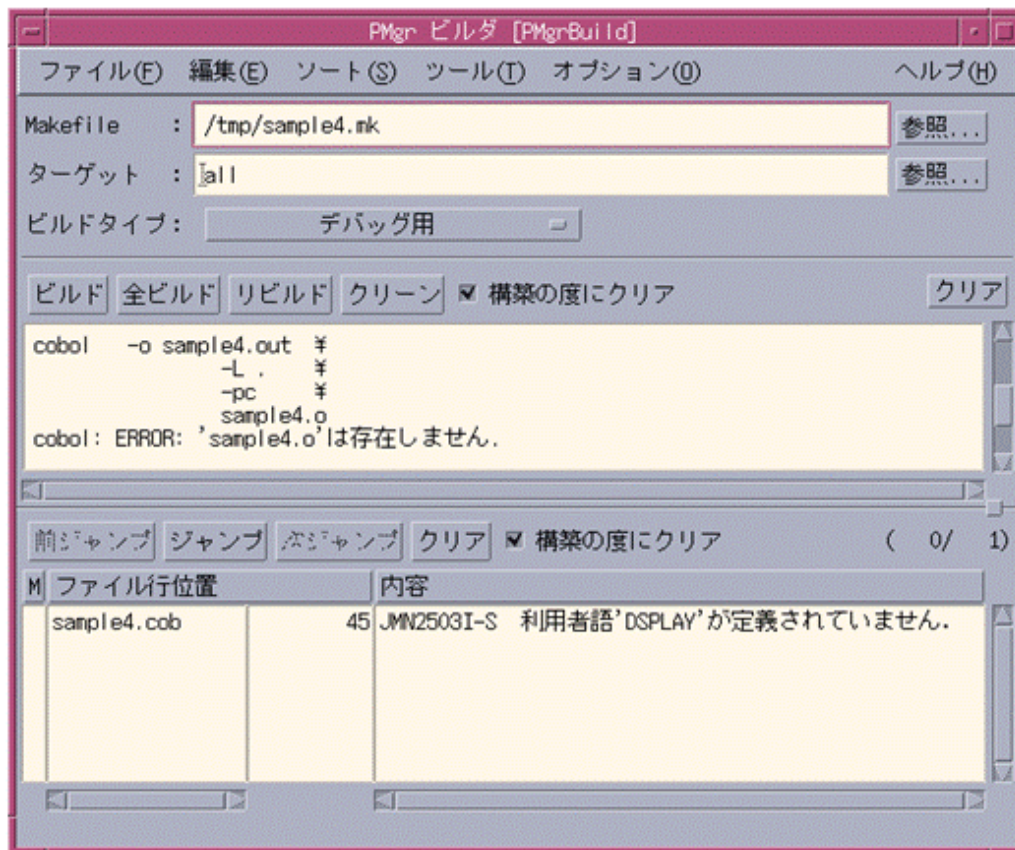 PMgr ビルダ [PMgrBuild]
ファイル(F) 編集(E) ソート(S) ツール(T) オプション(O) ヘルプ(H)
Makefile : /tmp/sample4.mk 参照...
ターゲット : all 参照...
ビルドタイプ : デバッグ用
ビルド 全ビルド リビルド クリーン 構築の度にクリア クリア
cobol -o sample4.out ¥
-L . ¥
-pc ¥
sample4.o
cobol: ERROR: 'sample4.o'は存在しません.
前ジャンプ ジャンプ 次ジャンプ クリア 構築の度にクリア ( 0/ 1)
M ファイル行位置 内容
sample4.cob 45 JMN2503I-S 利用者語'DSPLAY'が定義されていません.